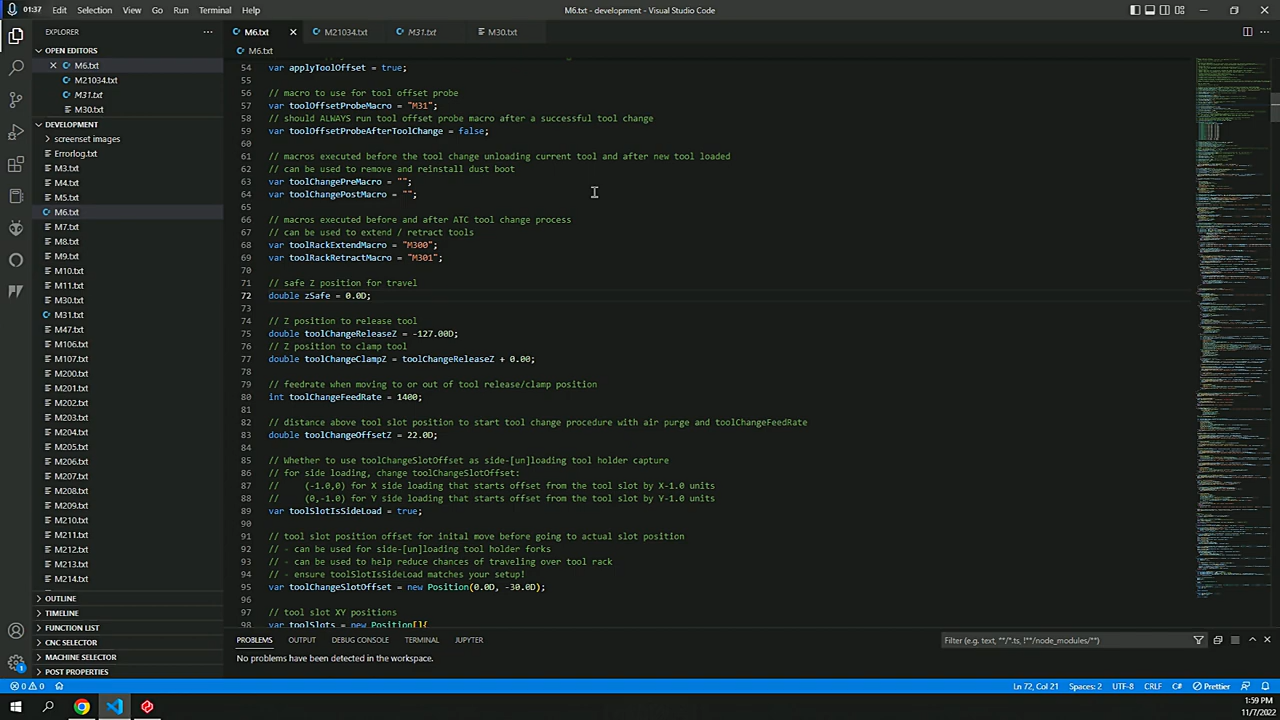 01:37 Edit Selection View Go Run Terminal Help
M6.txt - development - Visual Studio Code
EXPLORER
OPEN EDITORS
M6.txt
M21034.txt
M31.txt
M30.txt
DEVELOPMENT
screenset images
Errorlog.txt
M3.txt
M4.txt
M5.txt
M6.txt
M7.txt
M8.txt
M9.txt
M10.txt
M11.txt
M30.txt
M31.txt
M47.txt
M106.txt
M107.txt
M200.txt
M201.txt
M202.txt
M203.txt
M204.txt
M205.txt
M206.txt
M207.txt
M208.txt
M209.txt
M210.txt
M211.txt
M212.txt
M213.txt
M214.txt
OUTLINE
TIMELINE
FUNCTION LIST
CNC SELECTOR
MACHINE SELECTOR
POST PROPERTIES
M6.txt M21034.txt M31.txt M30.txt
M6.txt
54 var applyToolOffset = true;
55
56 // macro to use for tool offset probe
57 var toolOffsetProbeMacro = "M31";
58 // should ALWAYS run tool offset probe macro after a successful tool change
59 var toolOffsetProbeAfterToolChange = false;
60
61 // macros executed before the tool change unloading current tool and after new tool loaded
62 // can be used to remove and reinstall dust boot
63 var toolChangePreMacro = "";
64 var toolChangePostMacro = "";
65
66 // macros executed before and after ATC tool change process
67 // can be used to extend / retract tools
68 var toolRackExtendMacro = "M300";
69 var toolRackRetractMacro = "M301";
70
71 // safe Z position for travel
72 double zSafe = 0.0D;
73
74 // Z position to release tool
75 double toolChangeReleaseZ = -127.00D;
76 // Z position to clamp tool
77 double toolChangeClampZ = toolChangeReleaseZ + 0.00;
78
79 // feedrate when moving to or out of tool release/clamp position
80 int toolChangeFeedRate = 1400;
81
82 // distance above tool slot position to start tool change procedure with air purge and toolChangeFeedRate
83 double toolChangeOffsetZ = 22.0D;
84
85 // Whether to use toolChangeSlotOffset as side [un]loading tool holder capture
86 // for side loading, change toolChangeSlotOffset:
87 // (-1.0,0) for X side loading that starts offset from the tool slot by X-1.0 units
88 // (0,-1.0) for Y side loading that starts offset from the tool slot by Y-1.0 units
89 var toolSlotIsSideLoad = true;
90
91 // tool slot position offset for inital move before going to actual slot position
92 // - can be used for side-[un]loading tool holder forks
93 // - can be used to help reduce chances of traveling over tool rack
94 // - ensure toolSlotIsSideLoad matches your setup
95 var toolChangeSlotOffset = new Position(0.0D,-38.0D);
96
97 // tool slot XY positions
98 var toolSlots = new Position[]{
PROBLEMS OUTPUT DEBUG CONSOLE TERMINAL JUPYTER
Filter (e.g. text, **/*.ts, !**/node_modules/**)
No problems have been detected in the workspace.
0 0
Ln 72, Col 21 Spaces: 2 UTF-8 CRLF C# Prettier
1:59 PM
11/7/2022